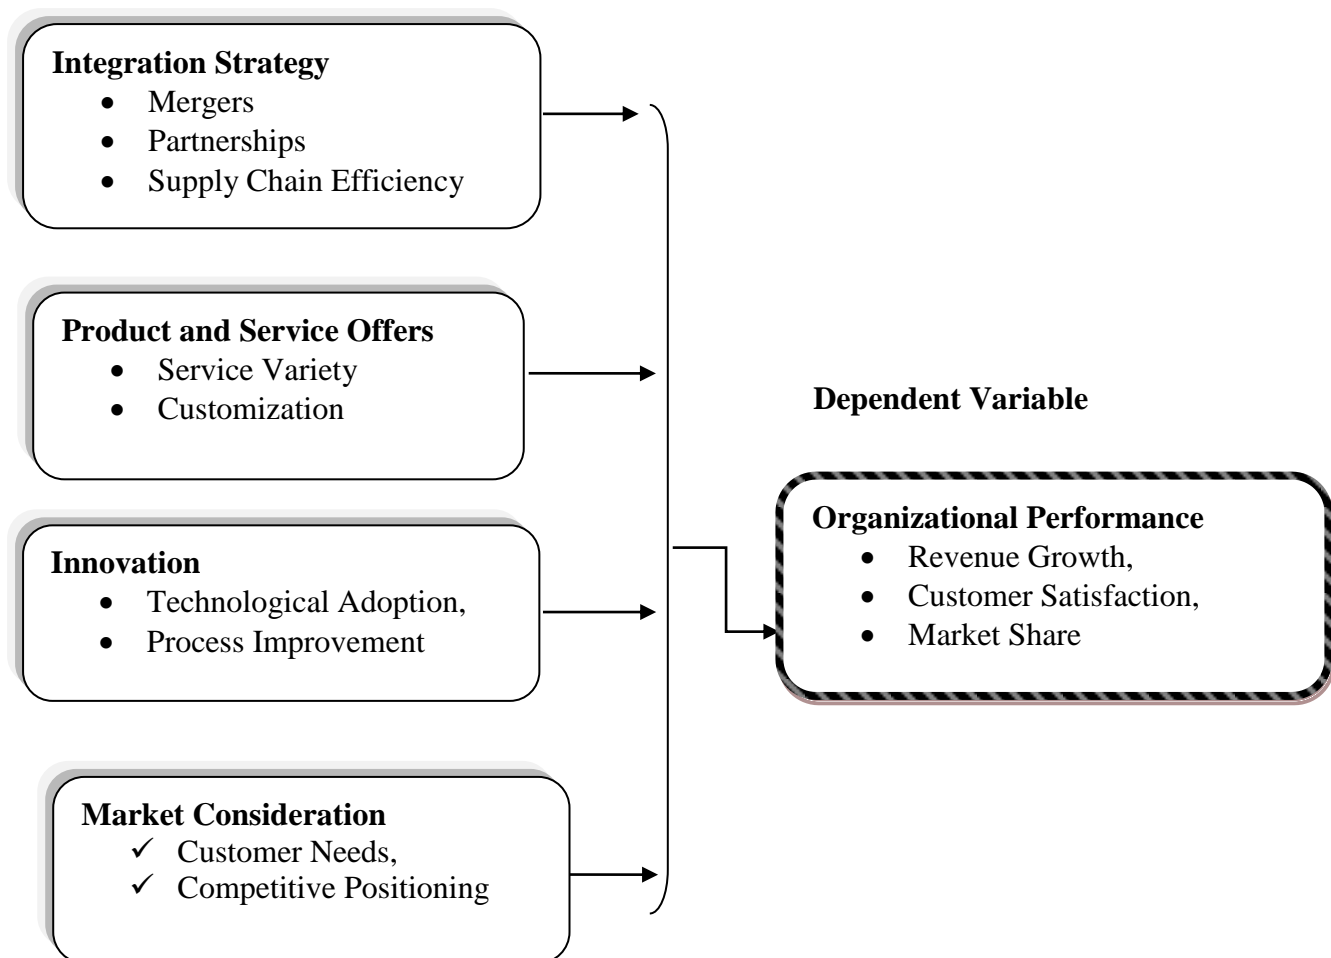 Integration Strategy
• Mergers
• Partnerships
• Supply Chain Efficiency
Product and Service Offers
• Service Variety
• Customization
Innovation
• Technological Adoption,
• Process Improvement
Market Consideration
✓ Customer Needs,
✓ Competitive Positioning
Dependent Variable
Organizational Performance
• Revenue Growth,
• Customer Satisfaction,
• Market Share